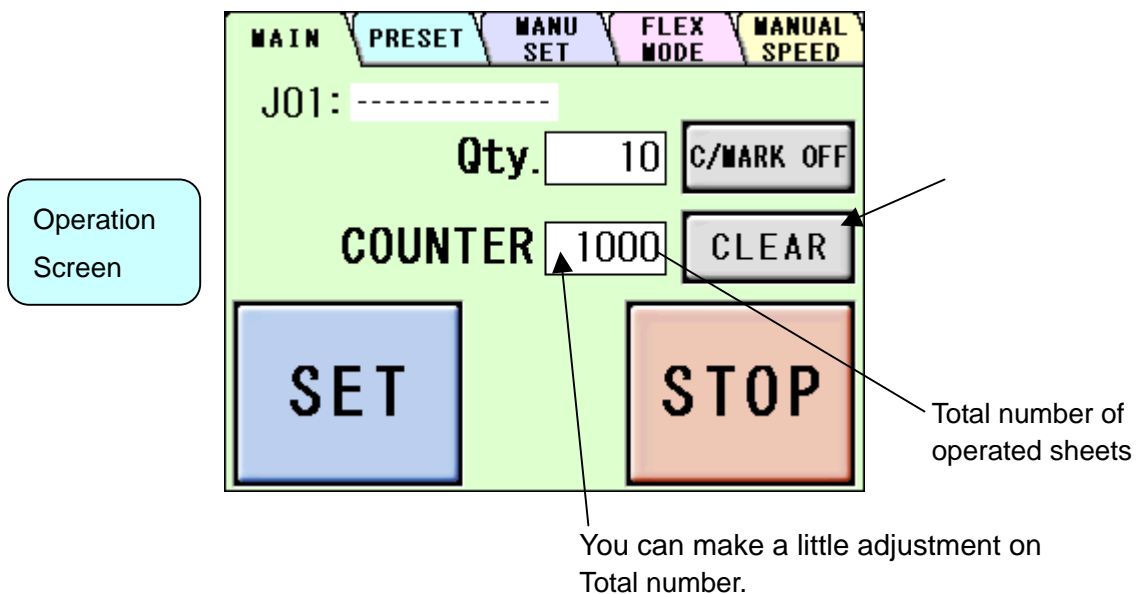 MAIN PRESET MANU SET FLEX MODE MANUAL SPEED
J01: --------------
Qty. 10 C/MARK OFF
Operation
Screen
COUNTER 1000 CLEAR
SET STOP
Total number of
operated sheets
You can make a little adjustment on
Total number.